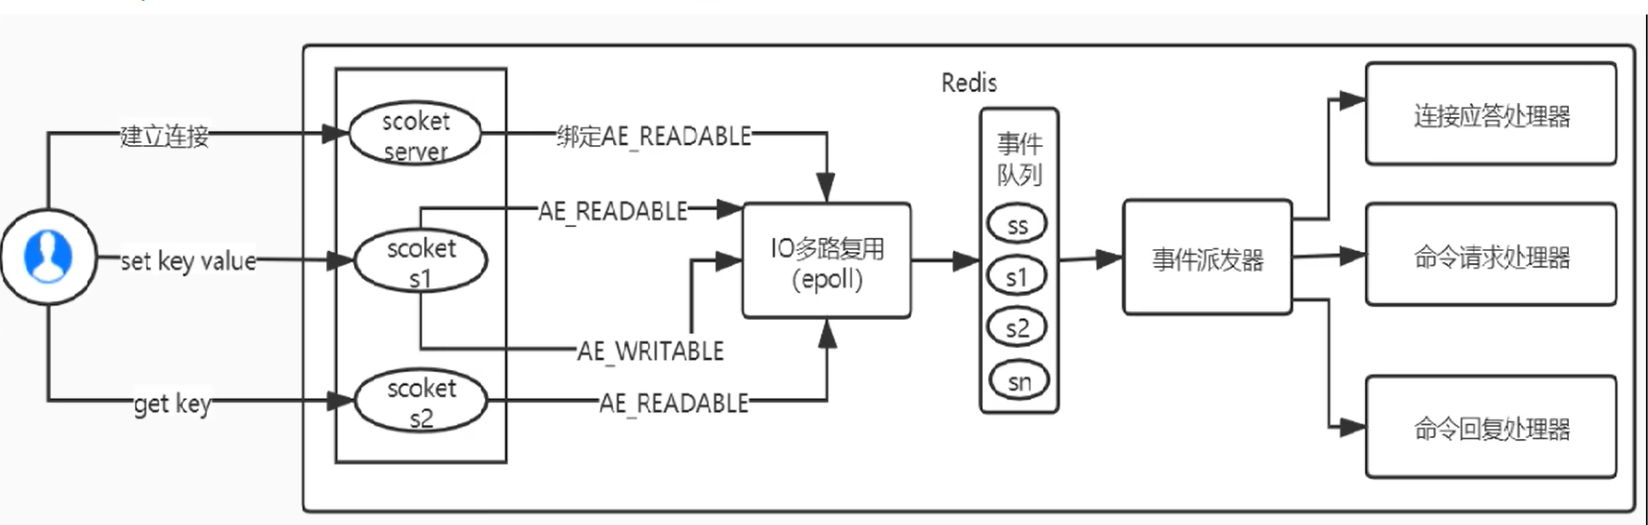 Redis
建立连接
scoket
server
绑定AE_READABLE
连接应答处理器
事件
队列
AE_READABLE
set key value
scoket
s1
IO多路复用
(epoll)
ss
s1
s2
sn
事件派发器
命令请求处理器
AE_WRITABLE
get key
scoket
s2
AE_READABLE
命令回复处理器